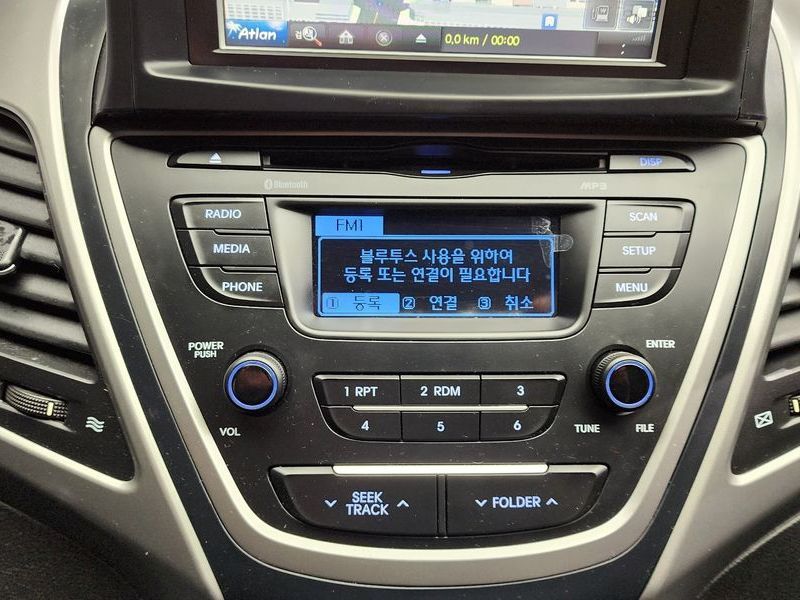 Atlan
검색
0,0 km / 00:00
DISP
Bluetooth
MP3
RADIO
FM1
SCAN
MEDIA
블루투스 사용을 위하여
SETUP
등록 또는 연결이 필요합니다
PHONE
① 등록 ② 연결 ③ 취소
MENU
POWER
PUSH
ENTER
1 RPT
2 RDM
3
4
5
6
VOL
TUNE
FILE
SEEK
TRACK
FOLDER